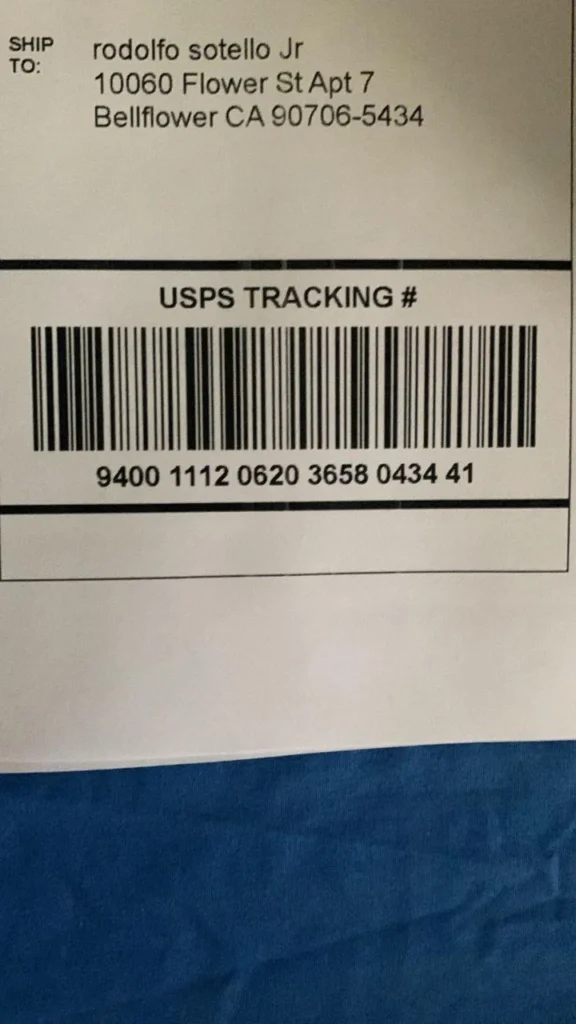 SHIP
TO:
rodolfo sotello Jr
10060 Flower St Apt 7
Bellflower CA 90706-5434
USPS TRACKING #
9400 1112 0620 3658 0434 41